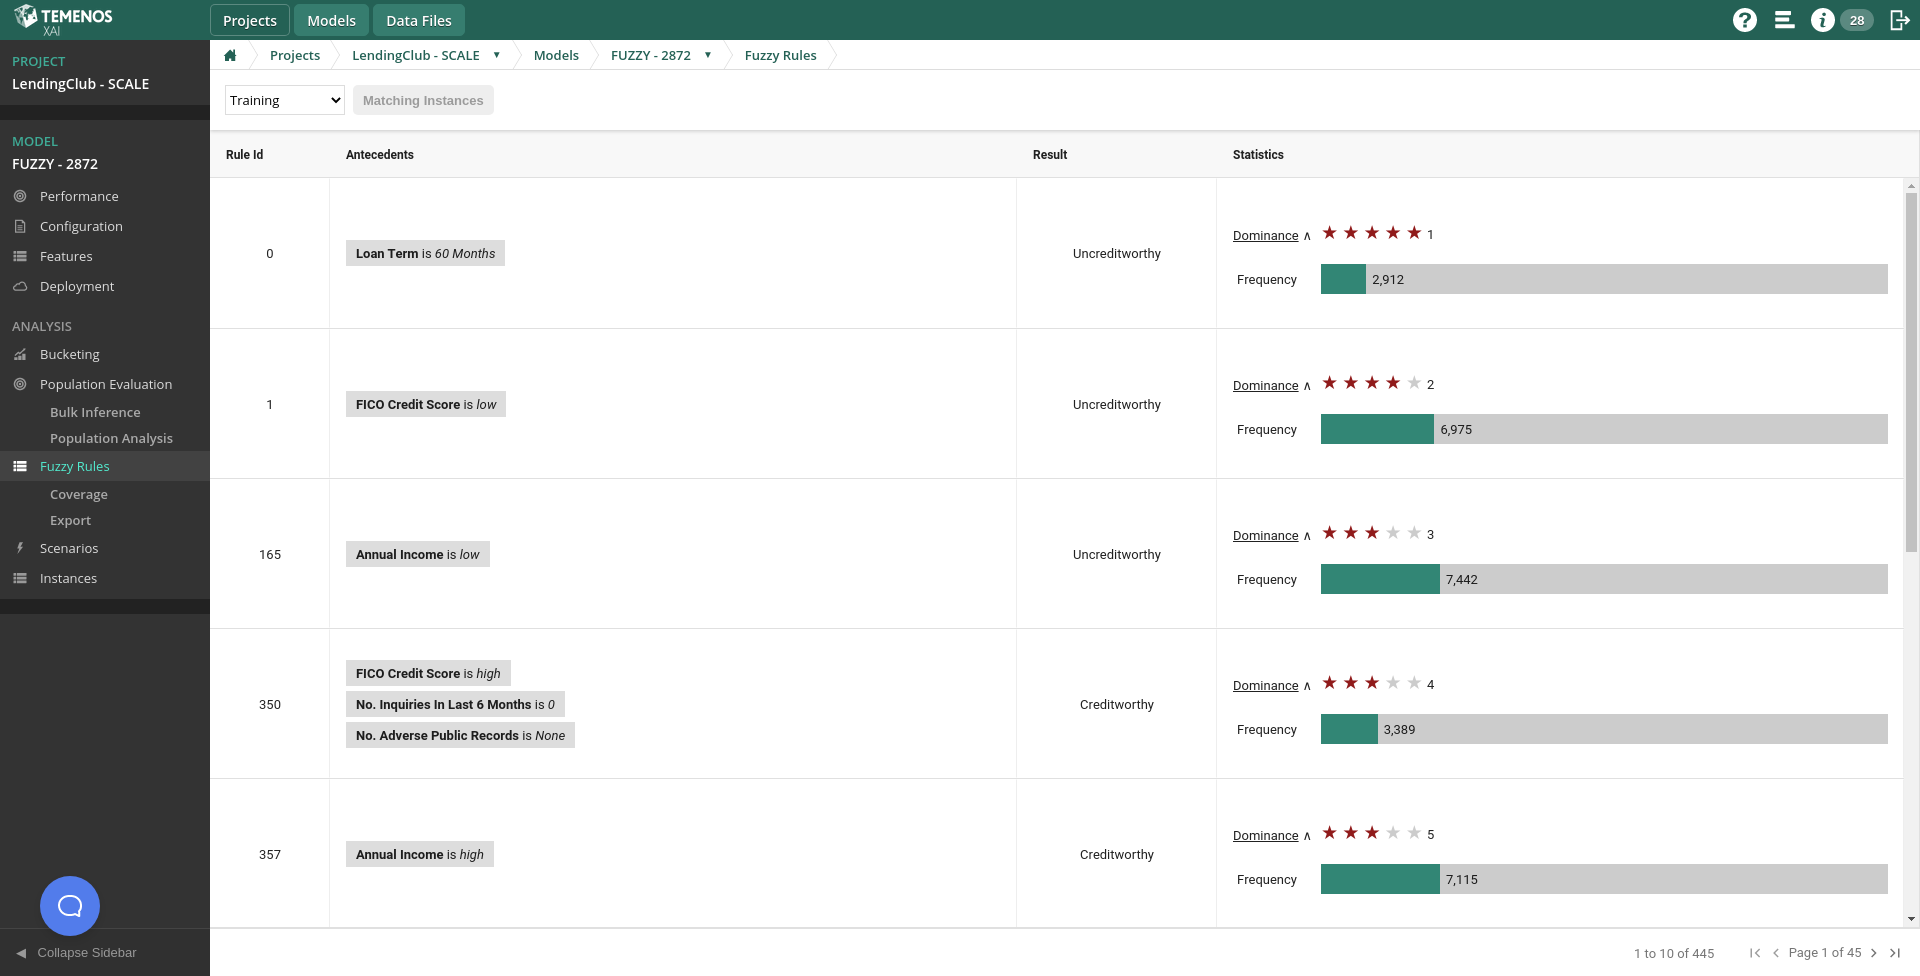 TEMENOS
XAI
Projects
Models
Data Files
28
PROJECT
LendingClub - SCALE
MODEL
FUZZY - 2872
Performance
Configuration
Features
Deployment
ANALYSIS
Bucketing
Population Evaluation
Bulk Inference
Population Analysis
Fuzzy Rules
Coverage
Export
Scenarios
Instances
Collapse Sidebar
Projects LendingClub - SCALE Models FUZZY - 2872 Fuzzy Rules
Training
Matching Instances
Rule Id Antecedents Result Statistics
0
Loan Term is 60 Months
Uncreditworthy
Dominance 1
Frequency 2,912
1
FICO Credit Score is low
Uncreditworthy
Dominance 2
Frequency 6,975
165
Annual Income is low
Uncreditworthy
Dominance 3
Frequency 7,442
350
FICO Credit Score is high
No. Inquiries In Last 6 Months is 0
No. Adverse Public Records is None
Creditworthy
Dominance 4
Frequency 3,389
357
Annual Income is high
Creditworthy
Dominance 5
Frequency 7,115
1 to 10 of 445
Page 1 of 45